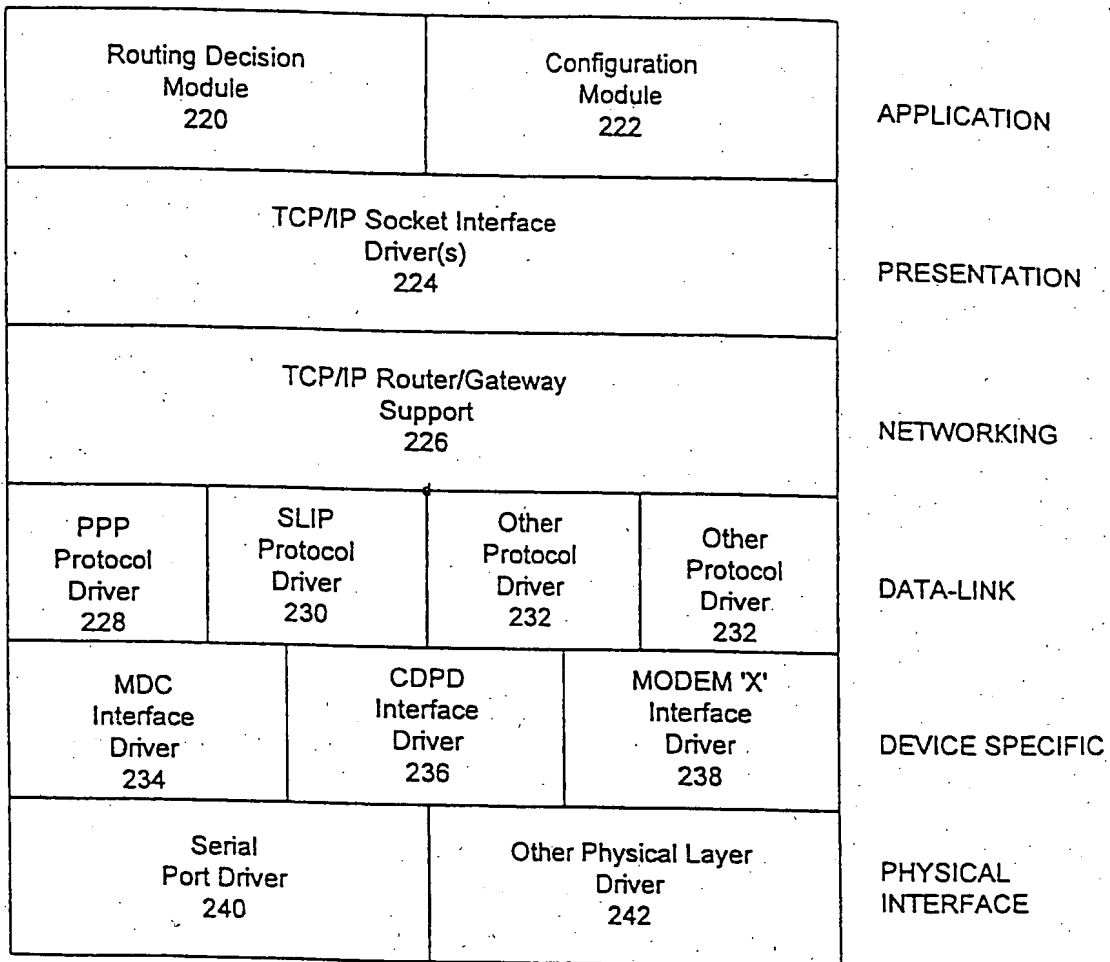 Routing Decision
Module
220
Configuration
Module
222
APPLICATION
TCP/IP Socket Interface
Driver(s)
224
PRESENTATION
TCP/IP Router/Gateway
Support
226
NETWORKING
PPP
Protocol
Driver
228
SLIP
Protocol
Driver
230
Other
Protocol
Driver
232
Other
Protocol
Driver
232
DATA-LINK
MDC
Interface
Driver
234
CDPD
Interface
Driver
236
MODEM 'X'
Interface
Driver
238
DEVICE SPECIFIC
Serial
Port Driver
240
Other Physical Layer
Driver
242
PHYSICAL
INTERFACE